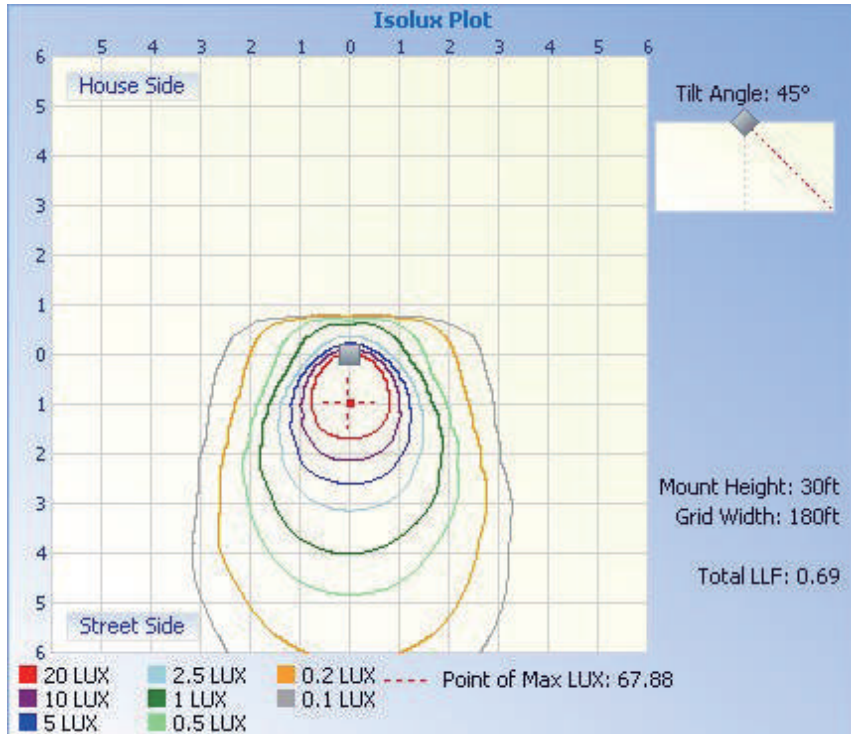 Isolux Plot
5 4 3 2 1 0 1 2 3 4 5 6
6
House Side
5
4
3
2
1
0
1
2
3
4
5
Street Side
6
Tilt Angle: 45°
Mount Height: 30ft
Grid Width: 180ft
Total LLF: 0.69
20 LUX 2.5 LUX 0.2 LUX Point of Max LUX: 67.88
10 LUX 1 LUX 0.1 LUX
5 LUX 0.5 LUX